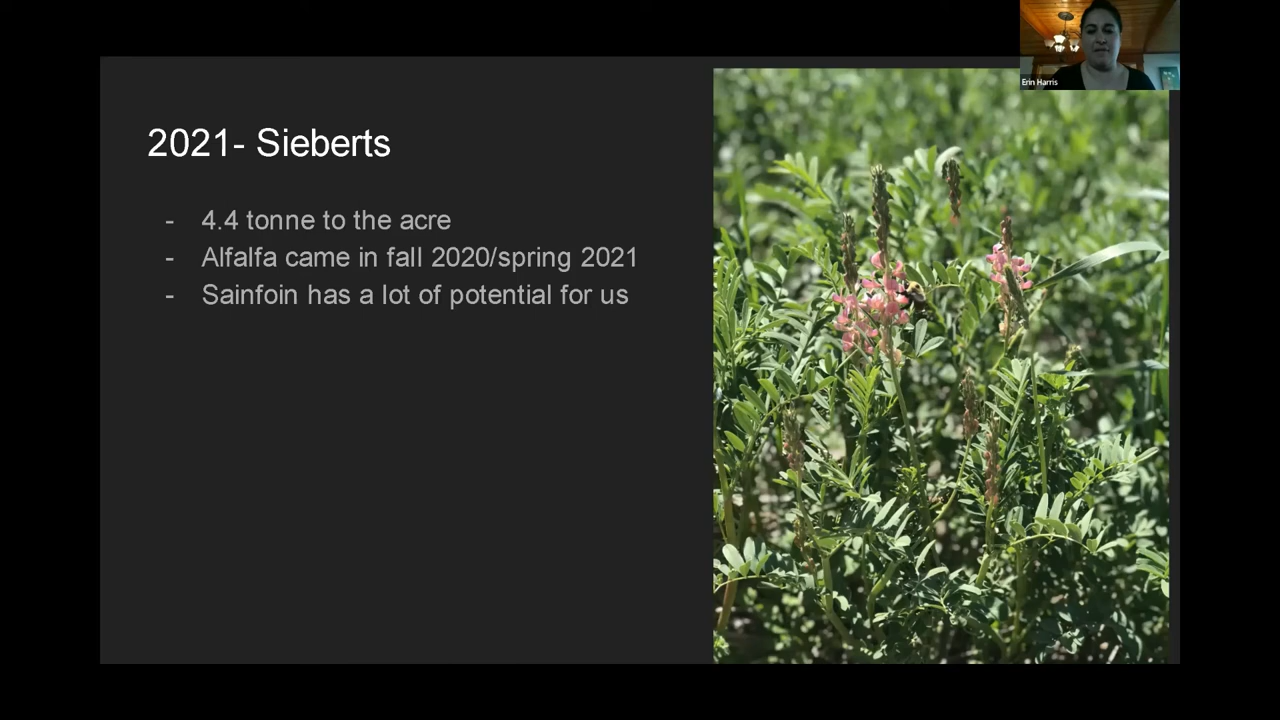 Erin Harris
2021- Sieberts
- 4.4 tonne to the acre
- Alfalfa came in fall 2020/spring 2021
- Sainfoin has a lot of potential for us